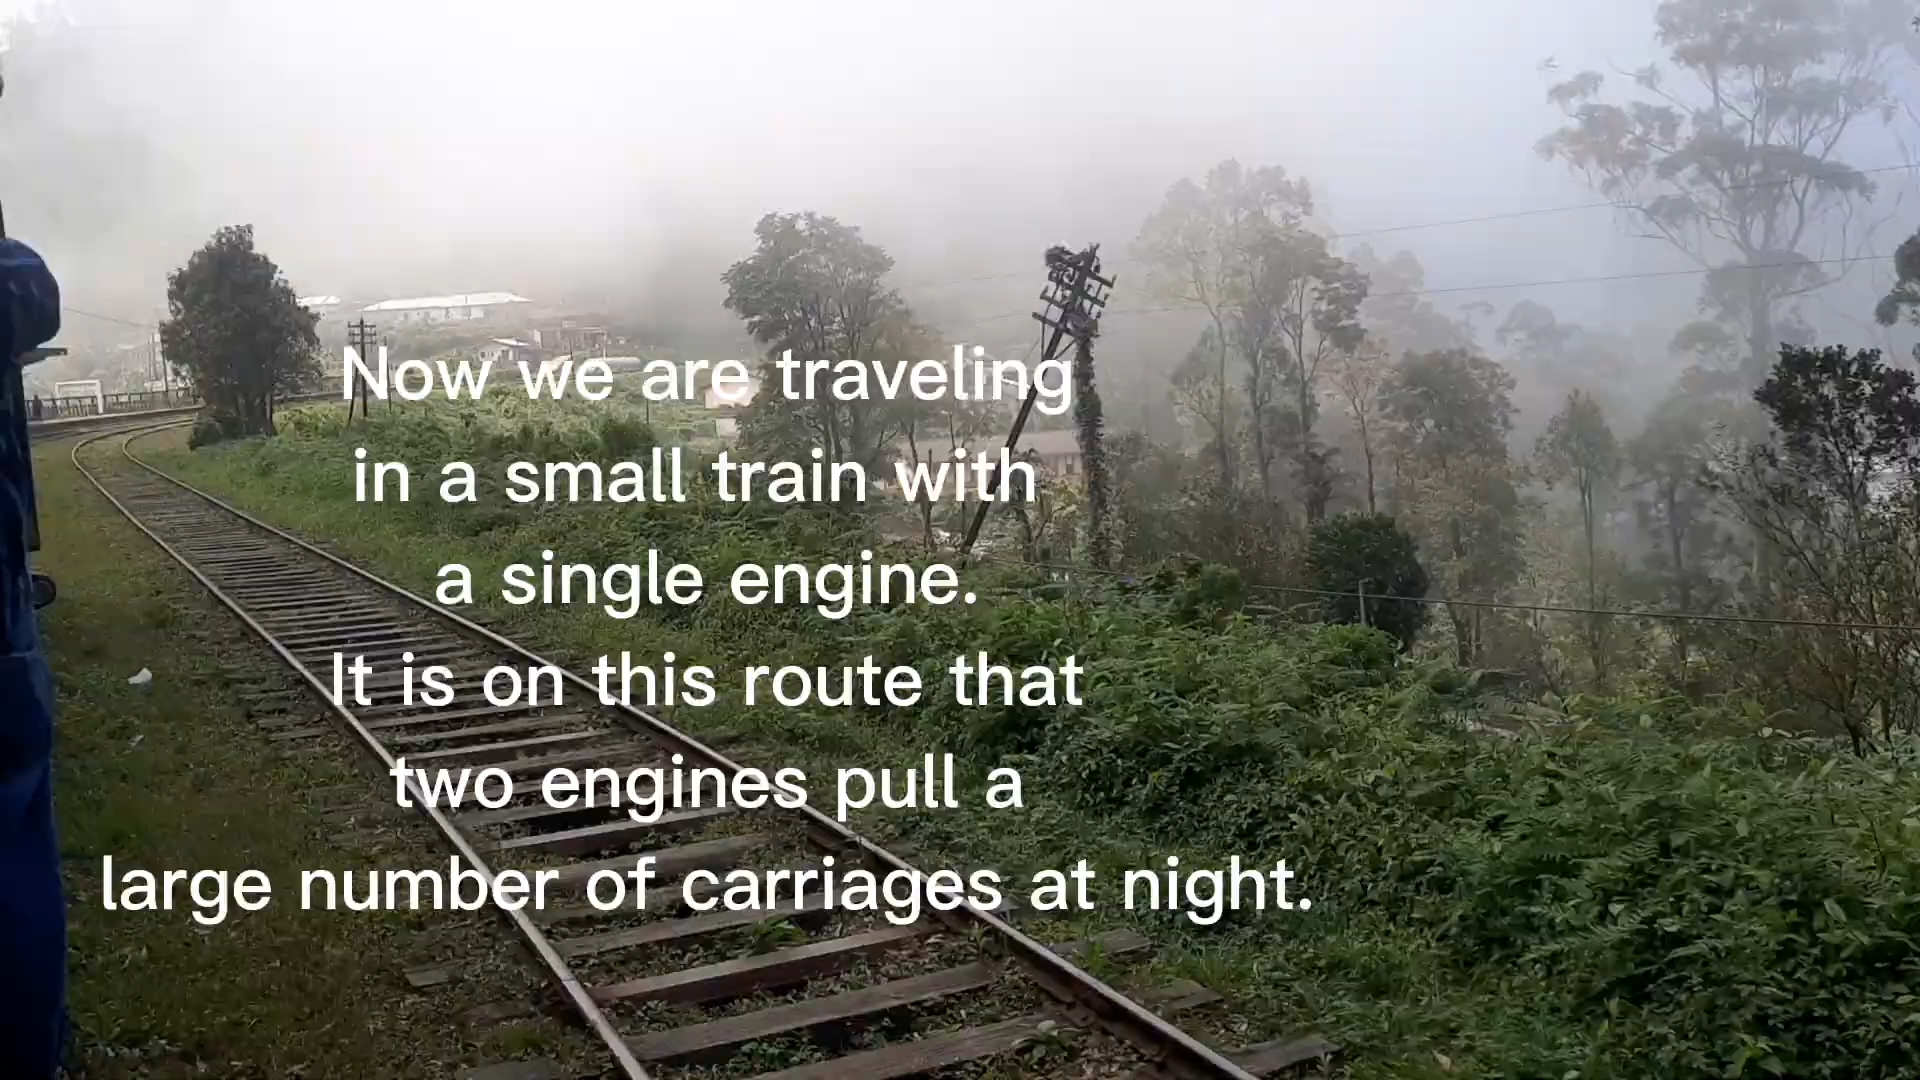 Now we are traveling
in a small train with
a single engine.
It is on this route that
two engines pull a
large number of carriages at night.